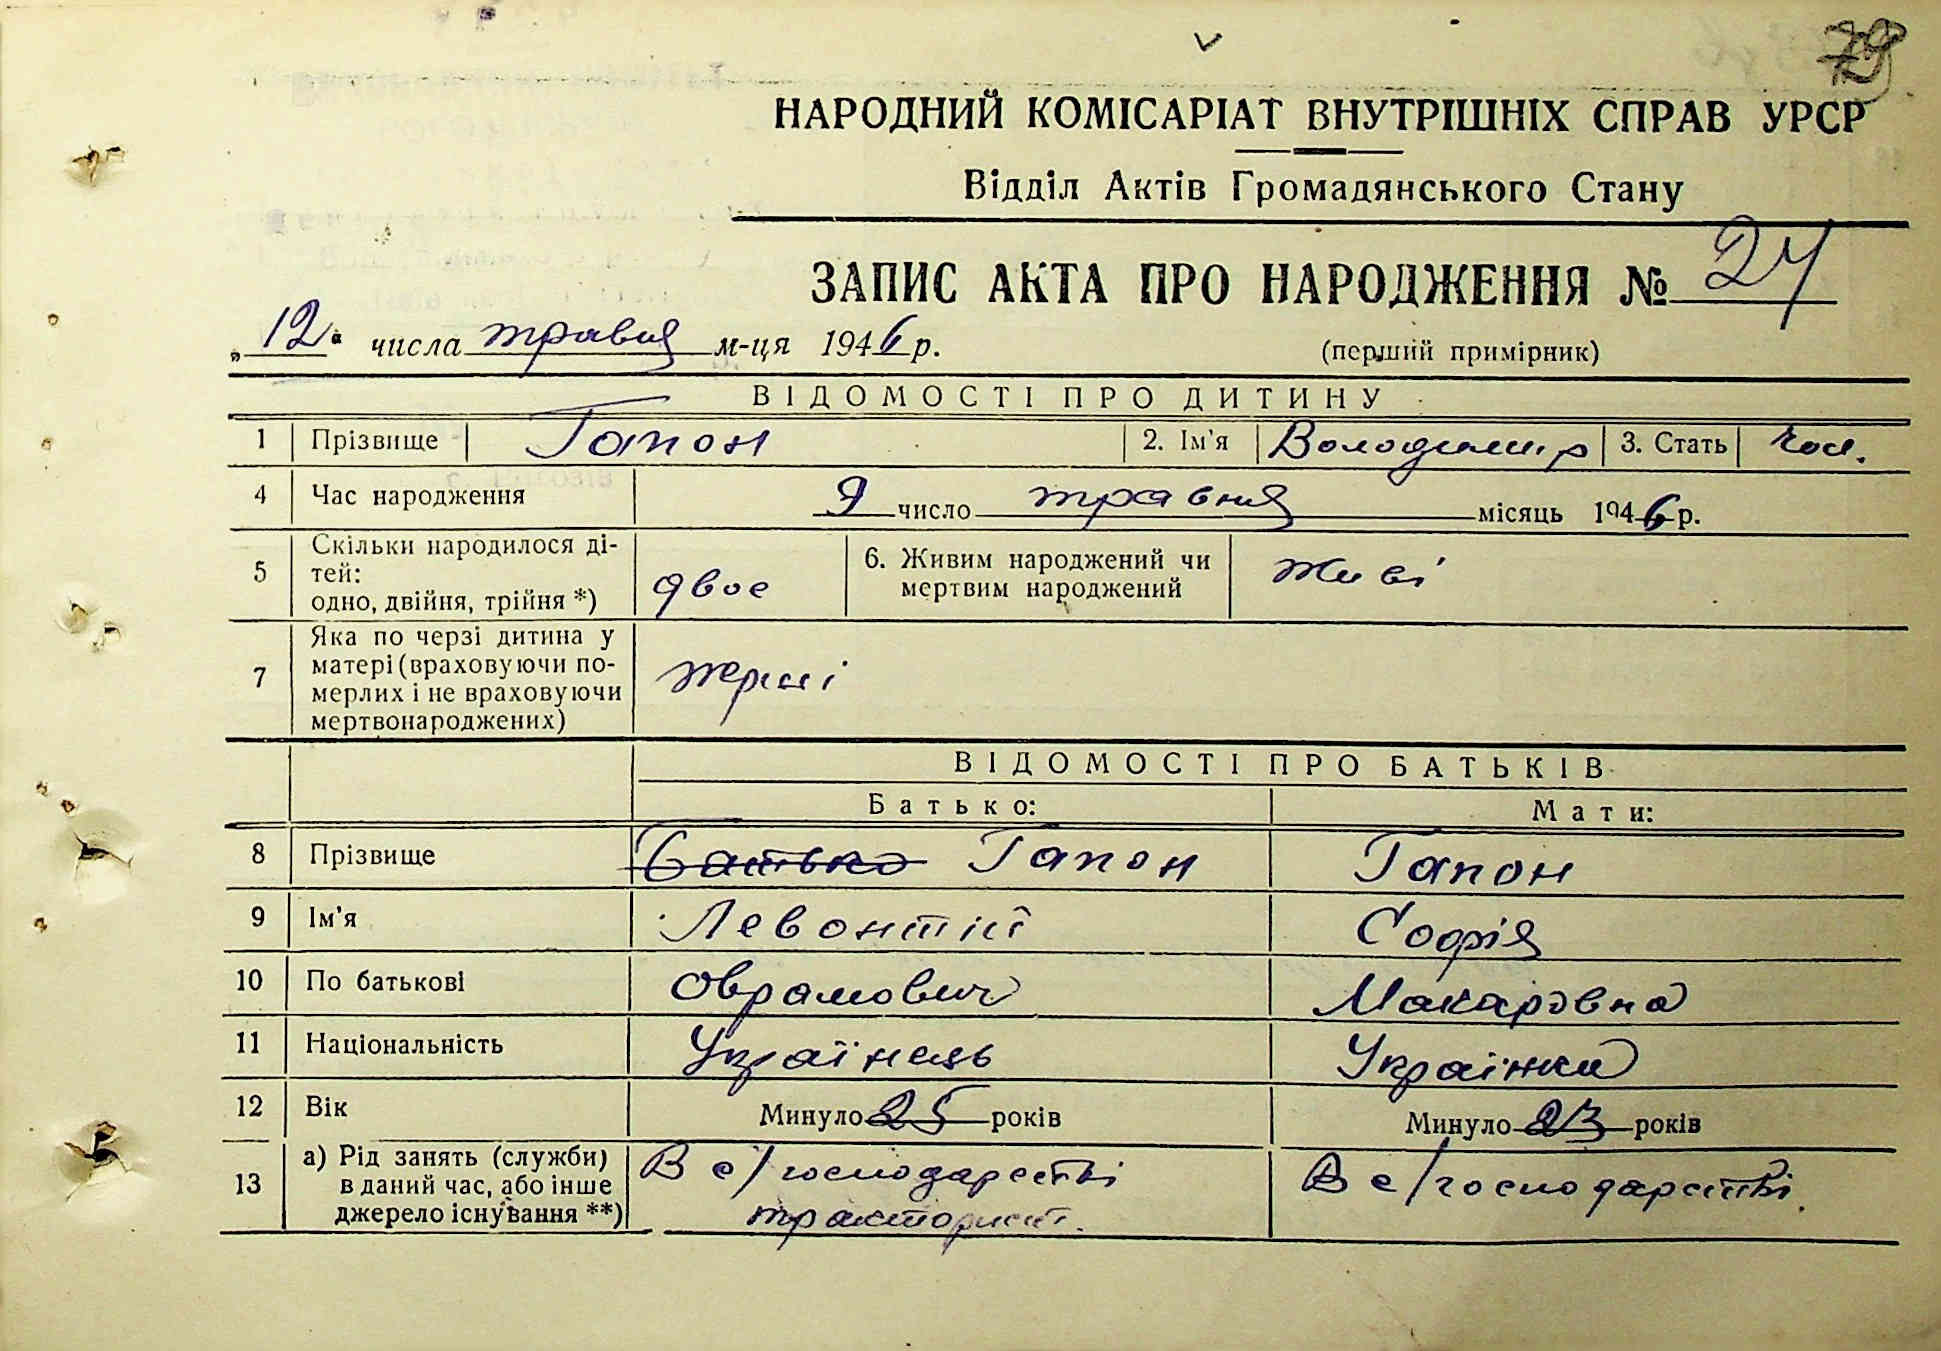 79
НАРОДНИЙ КОМІСАРІАТ ВНУТРІШНІХ СПРАВ УРСР
Відділ Актів Громадянського Стану
ЗАПИС АКТА ПРО НАРОДЖЕННЯ № 27
„12“ числа травня м-ця 1946 р.
(перший примірник)
ВІДОМОСТІ ПРО ДИТИНУ
1 Прізвище Гапон 2. Ім'я Володимир 3. Стать чол.
4 Час народження 9 число травня місяць 1946 р.
5 Скільки народилося ді-
тей:
одно, двійня, трійня *) двоє
6. Живим народжений чи
мертвим народжений живі
7 Яка по черзі дитина у
матері (враховуючи по-
мерлих і не враховуючи
мертвонароджених) перші
ВІДОМОСТІ ПРО БАТЬКІВ
Батько: Мати:
8 Прізвище Батько Гапон Гапон
9 Ім'я Левонтій Софія
10 По батькові Оврамович Макаровна
11 Національність Українець Українка
12 Вік Минуло 25 років Минуло 23 років
13 а) Рід занять (служби)
в даний час, або інше
джерело існування **)
В с/господарстві
тракторист.
В с/господарстві.